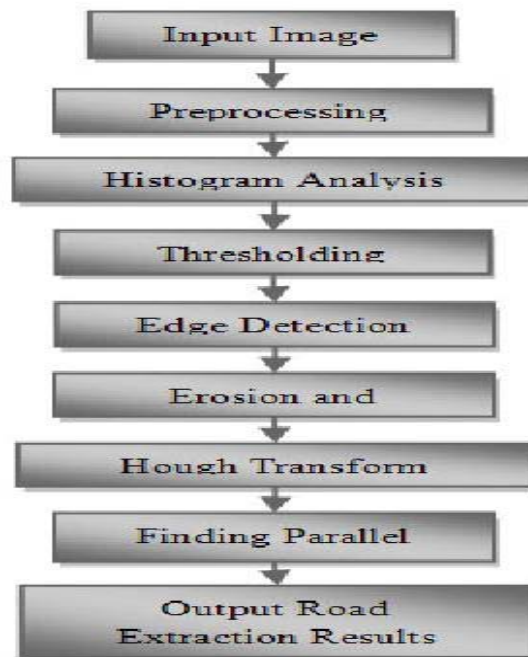 Input Image
Preprocessing
Histogram Analysis
Thresholding
Edge Detection
Erosion and
Hough Transform
Finding Parallel
Output Road
Extraction Results